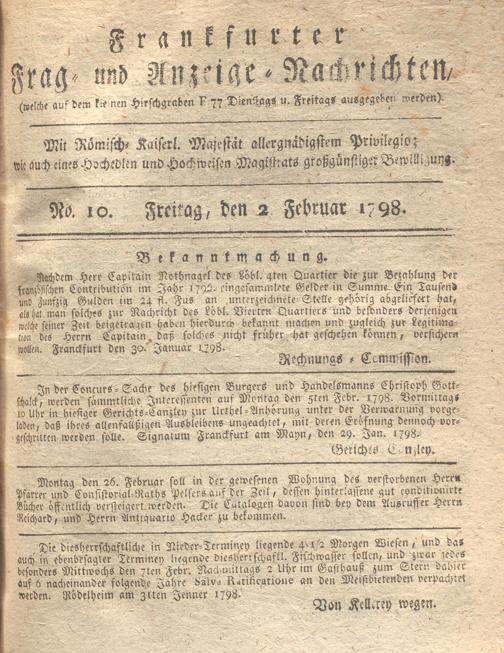 Frankfurter
Frag- und Anzeige-Nachrichten,
(welche auf dem kleinen Hirschgraben F 77 Dienstags u. Freitags ausgegeben werden).
Mit Römisch-Kaiserl. Majestät allergnädigstem Privilegio;
wie auch eines Hochedlen und Hochweisen Magistrats großgünstiger Bewilligung.
No. 10. Freitag, den 2 Februar 1798.
Bekanntmachung.
Nachdem Herr Capitain Nothnagel des Löbl. 4ten Quartier die zur Bezahlung der
französischen Contribution im Jahr 1796. eingesammlete Gelder in Summe Ein Tausend
und Funfzig Gulden im 24 fl. Fus an unterzeichnete Stelle gehörig abgeliefert hat,
als hat man solches zur Nachricht des Löbl. Vierten Quartiers und besonders derjenigen
welche seiner Zeit beigetragen haben hierdurch bekannt machen und zugleich zur Legitima-
tion des Herrn Capitain, daß solches nicht früher hat geschehen können, versichern
wollen. Frankfurt den 30. Januar 1798.
Rechnungs-Commission.
In der Concurs-Sache des hiesigen Burgers und Handelsmanns Christoph Gott-
schalck, werden sämmtliche Interessenten auf Montag den 5ten Febr. 1798. Vormittags
10 Uhr in hiesiger Gerichts-Canzley zur Urthel-Anhörung unter der Verwarnung vorge-
laden, daß ihres allenfalsigen Ausbleibens ungeachtet, mit deren Eröfnung dennoch vor-
geschritten werden solle. Signatum Franckfurt am Mayn, den 29. Jan. 1798.
Gerichts Canzley.
Montag den 26. Februar soll in der gewesenen Wohnung des verstorbenen Herrn
Pfarrer und Consistorial-Raths Pelsers auf der Zeil, dessen hinterlassene gut conditionirte
Bücher öffentlich versteigert werden. Die Catalogen davon sind bey dem Ausrufer Herrn
Reichard, und Herrn Antiquario Hacker zu bekommen.
Die diesherrschaftliche in Nieder-Terminey liegende 4-1/2 Morgen Wiesen, und das
auch in ebenbesagter Terminey liegende diesherrschaftl. Fischwasser sollen, und zwar jedes
besonders Mittwochs den 7ten Febr. Nachmittags 2 Uhr im Gasthauß zum Stern dahier
auf 6 nacheinander folgende Jahre Salva Ratificatione an den Meistbietenden verpachtet
werden. Rödelheim am 31ten Jenner 1798.
Von Kellerey wegen.